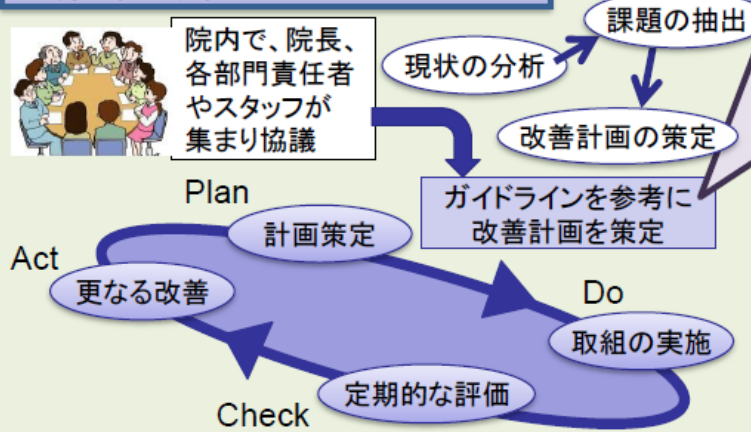 院内で、院長、
各部門責任者
やスタッフが
集まり協議
現状の分析
課題の抽出
改善計画の策定
ガイドラインを参考に
改善計画を策定
Plan
計画策定
Act
更なる改善
Do
取組の実施
定期的な評価
Check